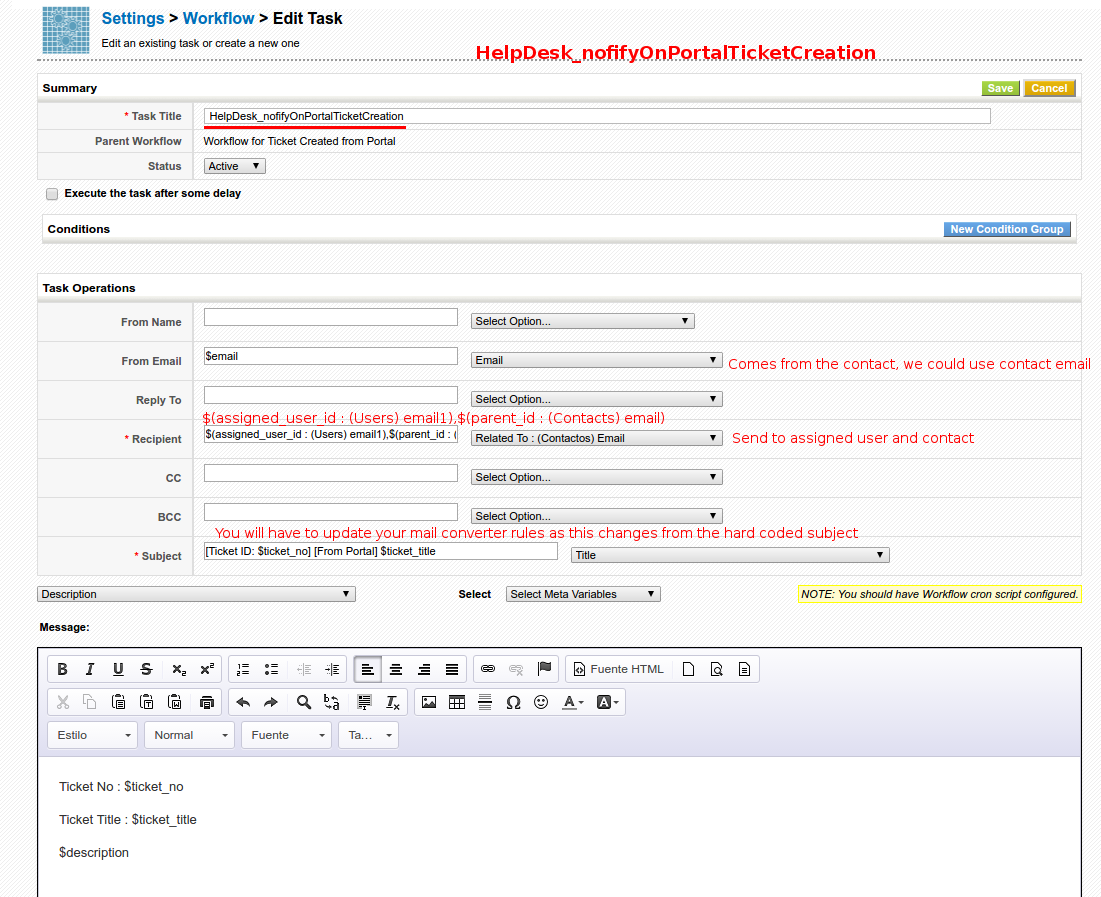 Settings > Workflow > Edit Task
Edit an existing task or create a new one
HelpDesk_nofifyOnPortalTicketCreation
Summary Save Cancel
* Task Title HelpDesk_nofifyOnPortalTicketCreation
Parent Workflow Workflow for Ticket Created from Portal
Status Active
Execute the task after some delay
Conditions New Condition Group
Task Operations
From Name Select Option...
From Email $email Email Comes from the contact, we could use contact email
Reply To Select Option...
$(assigned_user_id : (Users) email1),$(parent_id : (Contacts) email)
* Recipient $(assigned_user_id : (Users) email1),$(parent_id : ( Related To : (Contactos) Email Send to assigned user and contact
CC Select Option...
BCC Select Option...
You will have to update your mail converter rules as this changes from the hard coded subject
* Subject [Ticket ID: $ticket_no] [From Portal] $ticket_title Title
Description Select Select Meta Variables NOTE: You should have Workflow cron script configured.
Message:
Fuente HTML
Estilo Normal Fuente Ta...
Ticket No : $ticket_no
Ticket Title : $ticket_title
$description